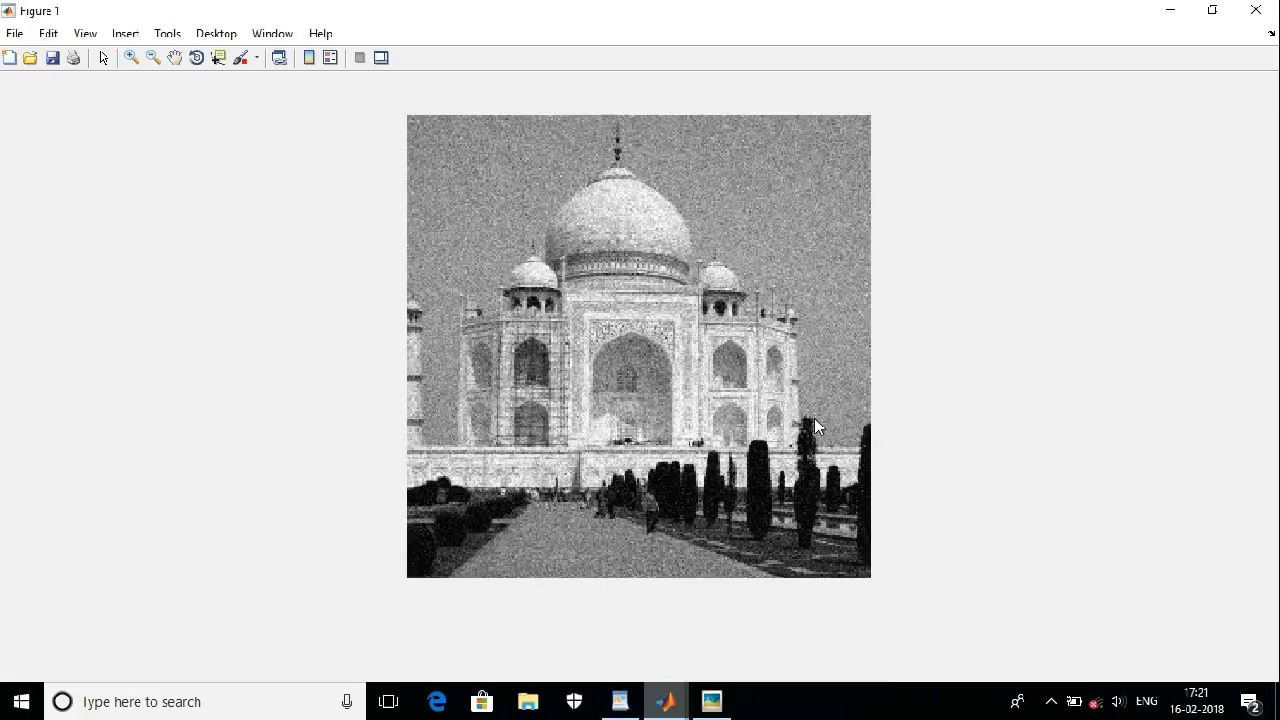 Figure 1
File Edit View Insert Tools Desktop Window Help
Type here to search
ENG
17:21
16-02-2018
2